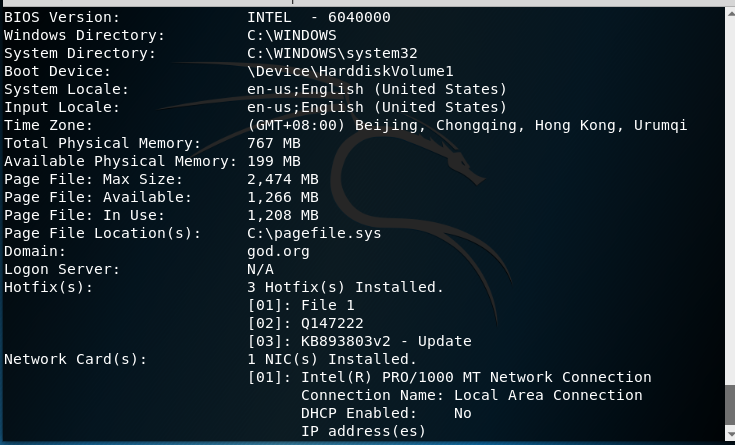 BIOS Version:              INTEL  - 6040000
Windows Directory:         C:\WINDOWS
System Directory:          C:\WINDOWS\system32
Boot Device:               \Device\HarddiskVolume1
System Locale:             en-us;English (United States)
Input Locale:              en-us;English (United States)
Time Zone:                 (GMT+08:00) Beijing, Chongqing, Hong Kong, Urumqi
Total Physical Memory:     767 MB
Available Physical Memory: 199 MB
Page File: Max Size:       2,474 MB
Page File: Available:      1,266 MB
Page File: In Use:         1,208 MB
Page File Location(s):     C:\pagefile.sys
Domain:                    god.org
Logon Server:              N/A
Hotfix(s):                 3 Hotfix(s) Installed.
                           [01]: File 1
                           [02]: Q147222
                           [03]: KB893803v2 - Update
Network Card(s):           1 NIC(s) Installed.
                           [01]: Intel(R) PRO/1000 MT Network Connection
                                 Connection Name: Local Area Connection
                                 DHCP Enabled:    No
                                 IP address(es)